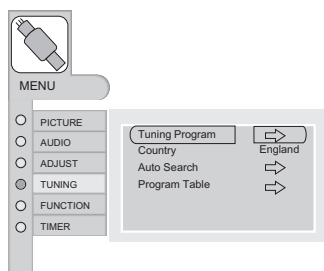 MENU
PICTURE
AUDIO
ADJUST
TUNING
FUNCTION
TIMER
Tuning Program
Country England
Auto Search
Program Table